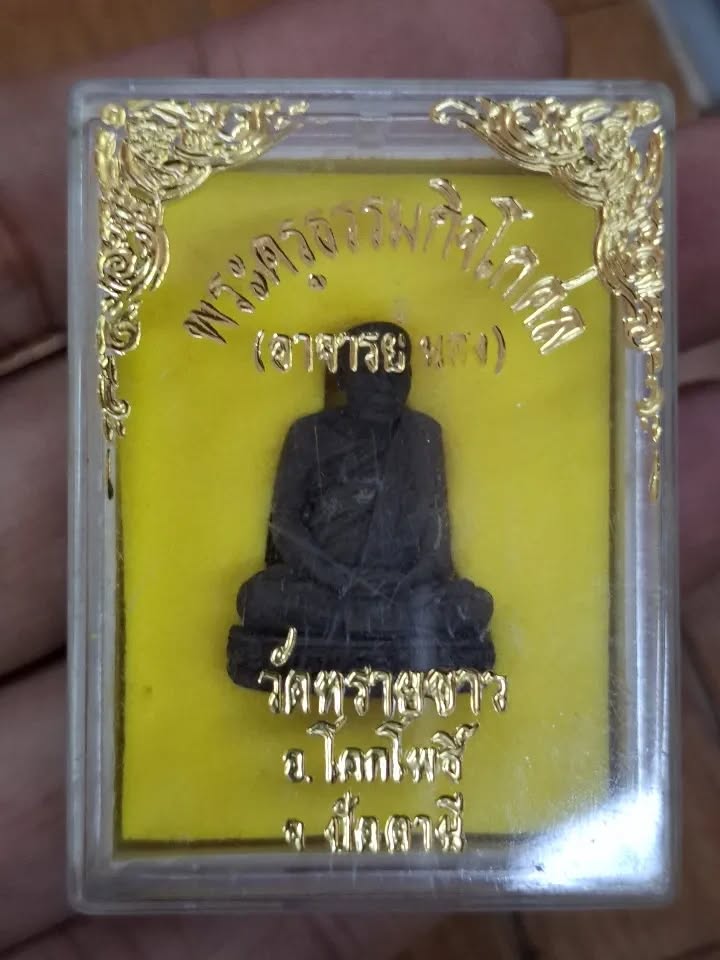 พระครูธรรมกิจโกศล
(อาจารย์ นอง)
วัดทรายขาว
อ.โคกโพธิ์
จ.ปัตตานี